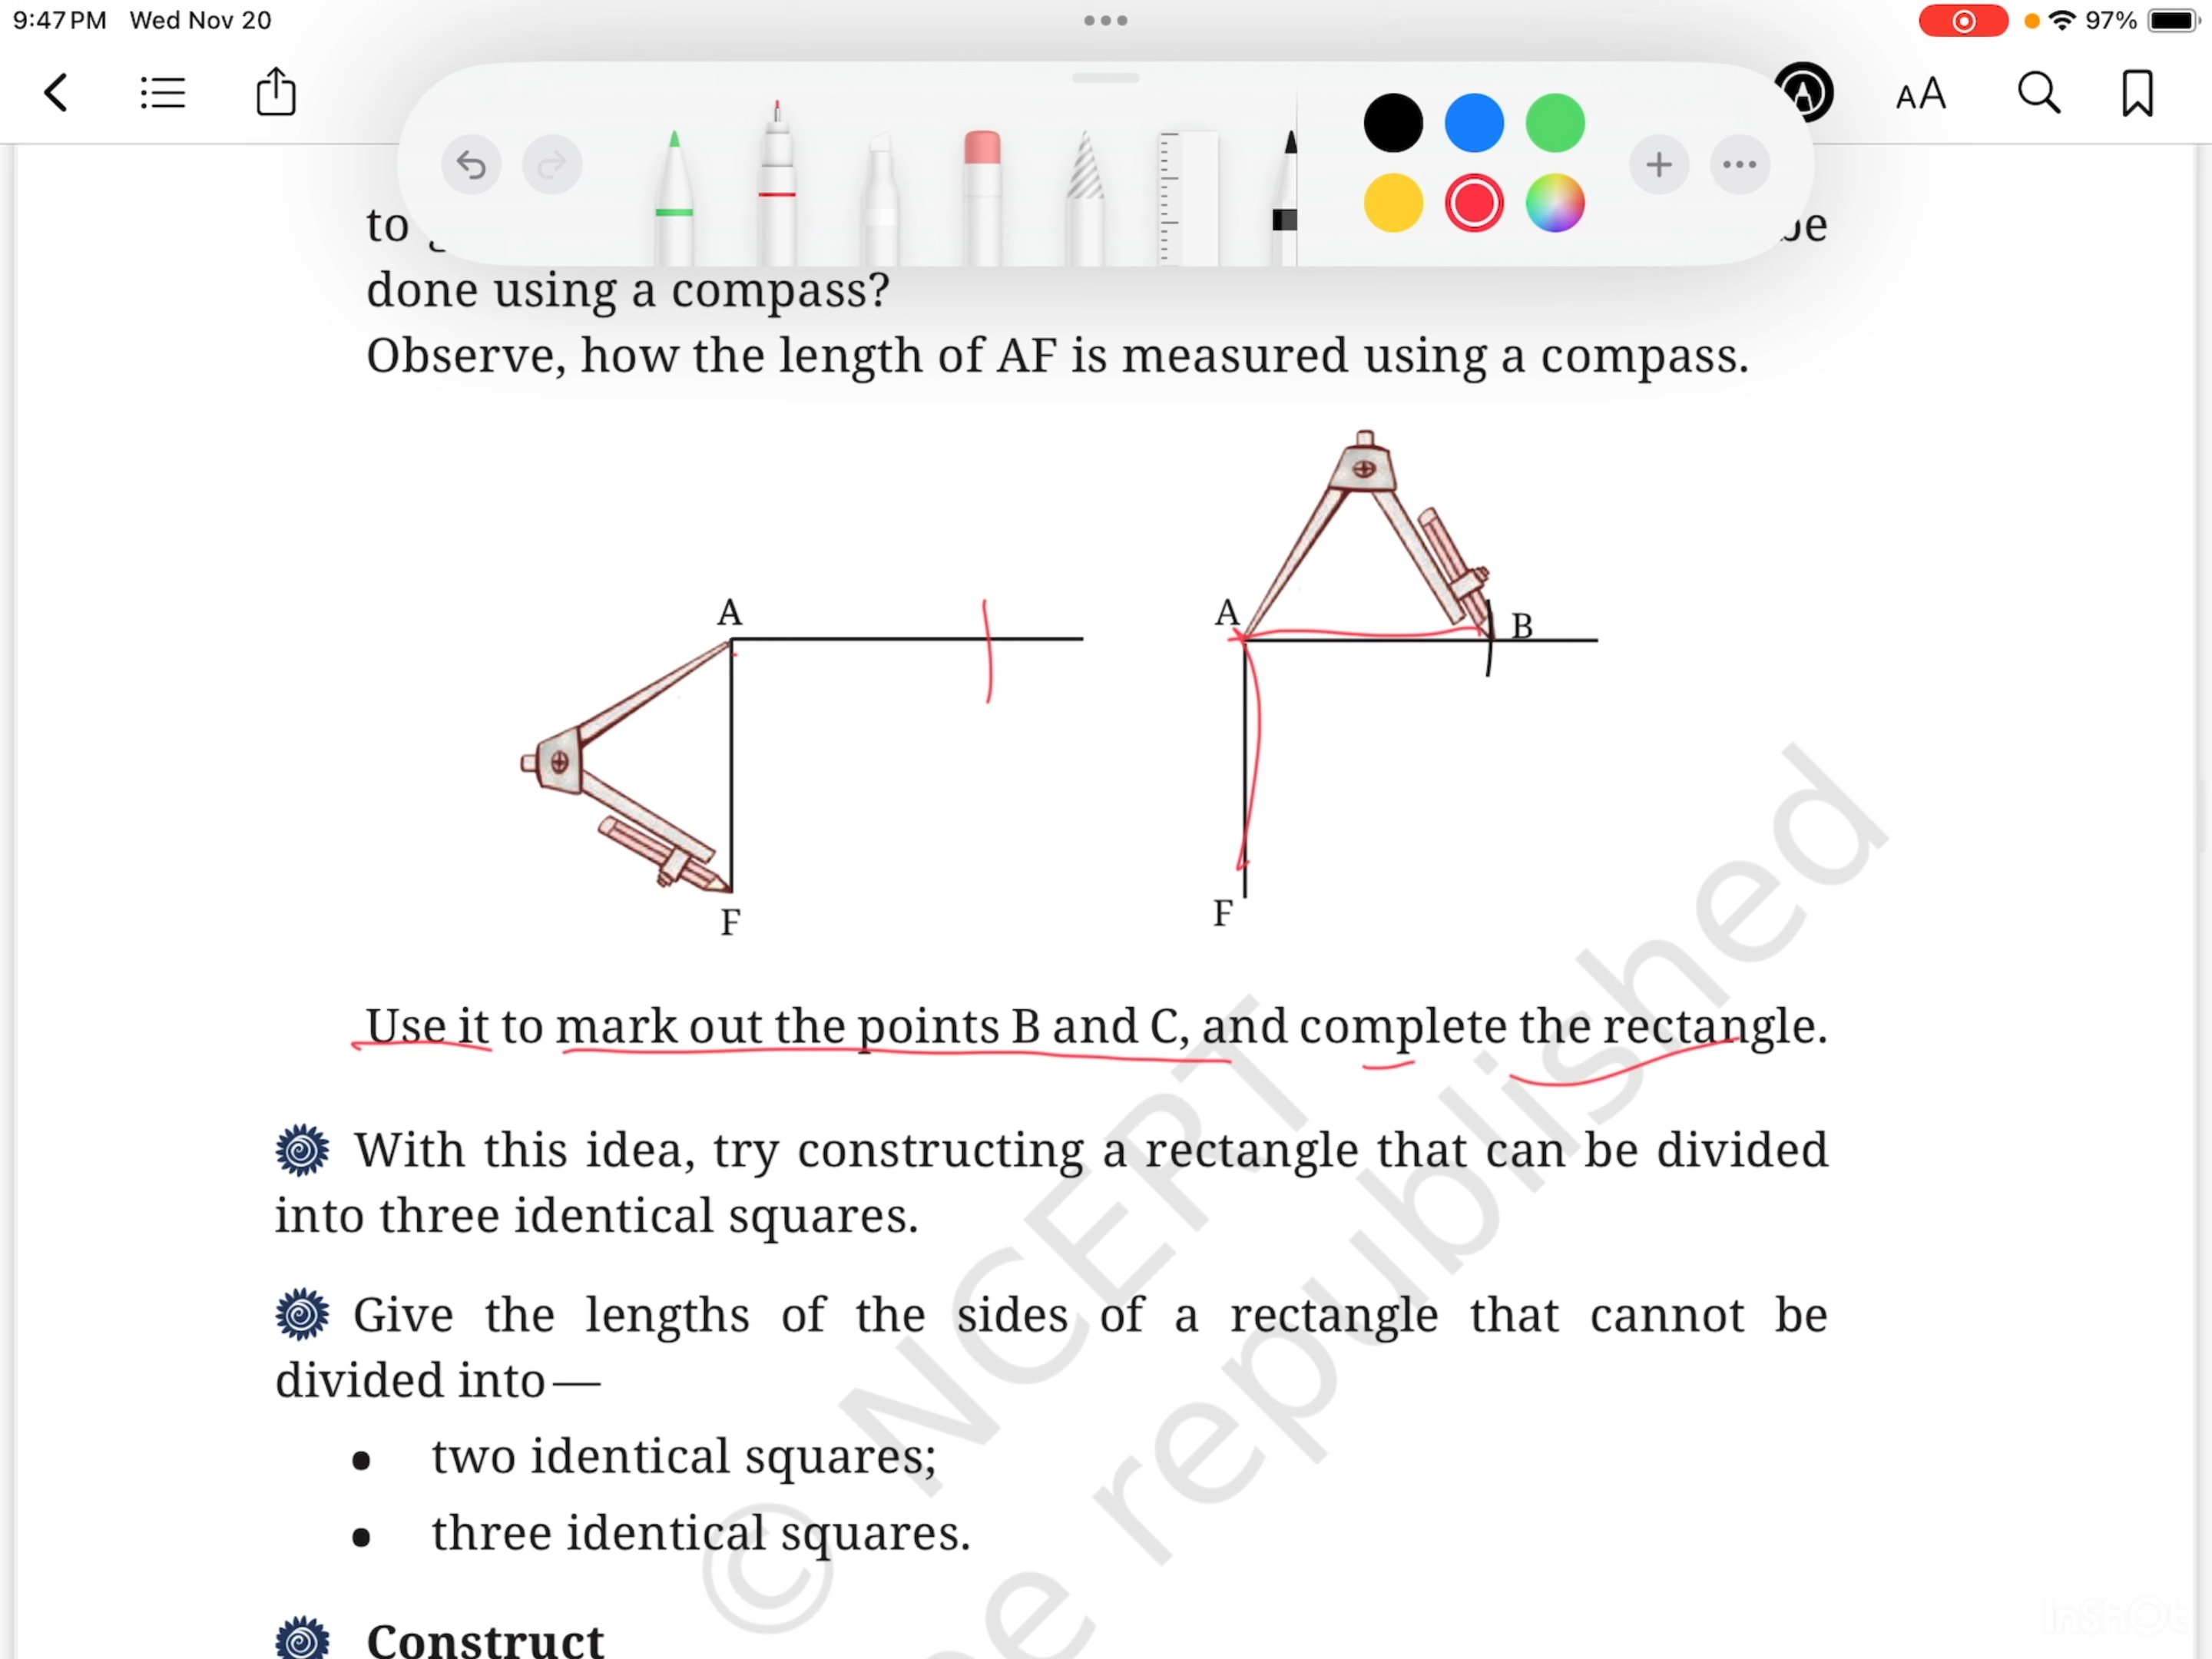 9:47 PM Wed Nov 20
97%
AA
to
be
done using a compass?
Observe, how the length of AF is measured using a compass.
A
A
B
F
F
Use it to mark out the points B and C, and complete the rectangle.
With this idea, try constructing a rectangle that can be divided
into three identical squares.
Give the lengths of the sides of a rectangle that cannot be
divided into—
• two identical squares;
• three identical squares.
Construct
© NCERT
republished
InShOt